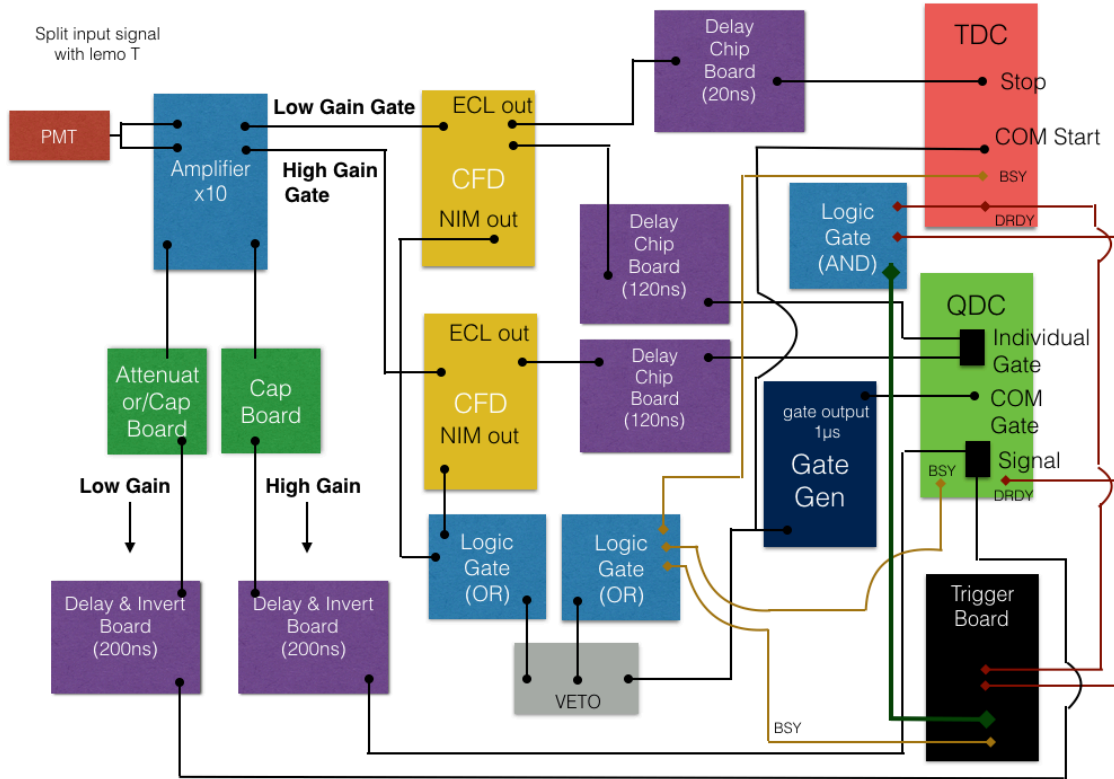 Split input signal
with lemo T
PMT
Amplifier
x10
Low Gain Gate
High Gain
Gate
ECL out
CFD
NIM out
Delay
Chip
Board
(20ns)
TDC
Stop
COM Start
BSY
DRDY
Logic
Gate
(AND)
Delay
Chip
Board
(120ns)
ECL out
CFD
NIM out
Delay
Chip
Board
(120ns)
QDC
Individual
Gate
COM
Gate
Signal
BSY
DRDY
gate output
1µs
Gate
Gen
Attenuat
or/Cap
Board
Cap
Board
Low Gain
High Gain
Logic
Gate
(OR)
Logic
Gate
(OR)
Delay & Invert
Board
(200ns)
Delay & Invert
Board
(200ns)
VETO
BSY
Trigger
Board